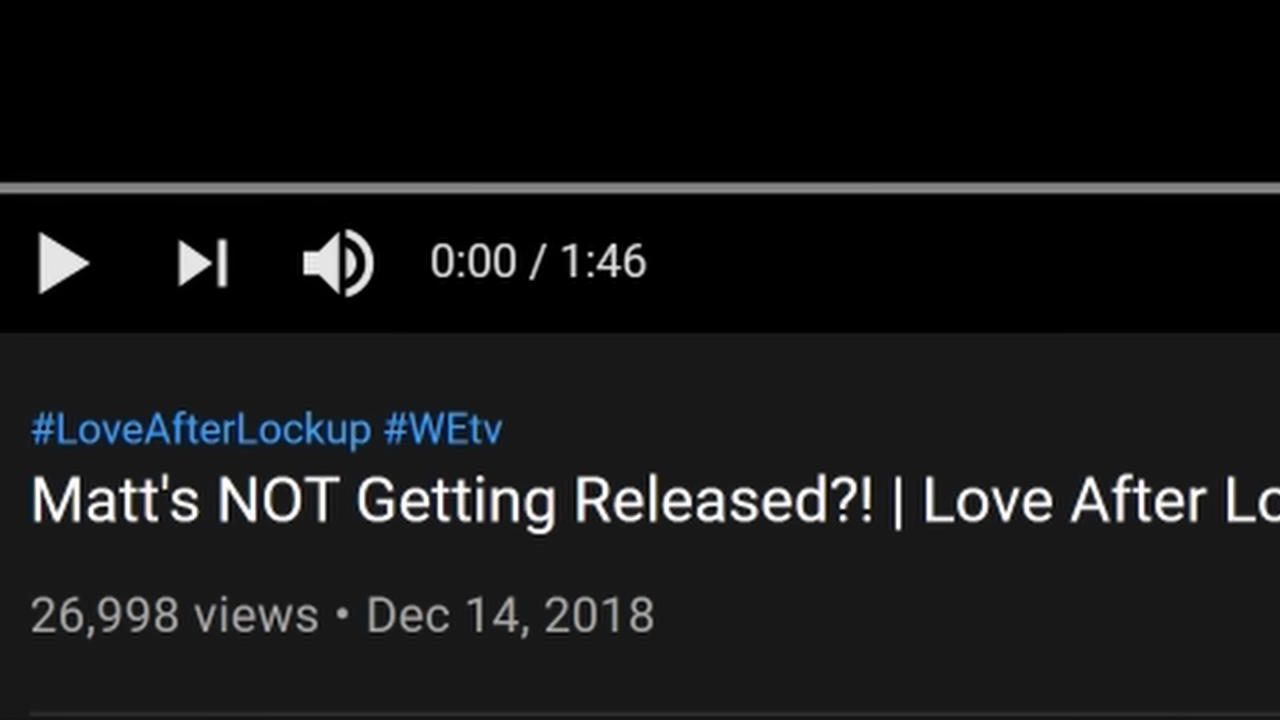 0:00 / 1:46
#LoveAfterLockup #WEtv
Matt's NOT Getting Released?! | Love After Lo
26,998 views • Dec 14, 2018